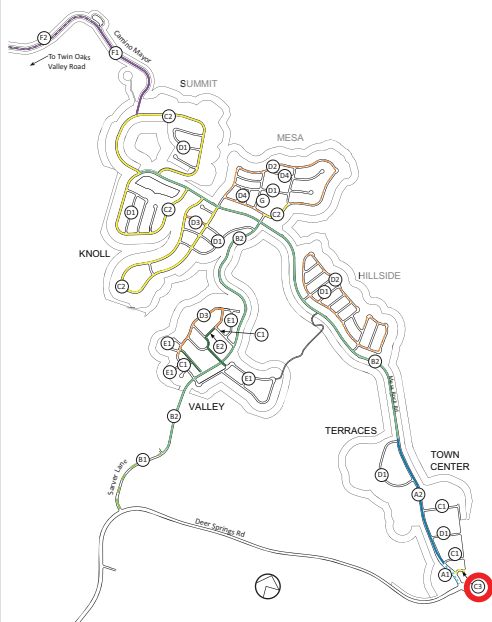 F2
Camino Mayor
F1
To Twin Oaks
Valley Road
SUMMIT
C2
D1
MESA
D2
D4
D1
D4
G
C2
D1
C2
D3
D1
B2
KNOLL
C2
HILLSIDE
D2
D1
D3
E1
C1
E1
E2
C1
E1
E1
B2
VALLEY
B2
TERRACES
TOWN
CENTER
B1
D1
Sarver Lane
A2
C1
Deer Springs Rd
D1
C1
A1
C3